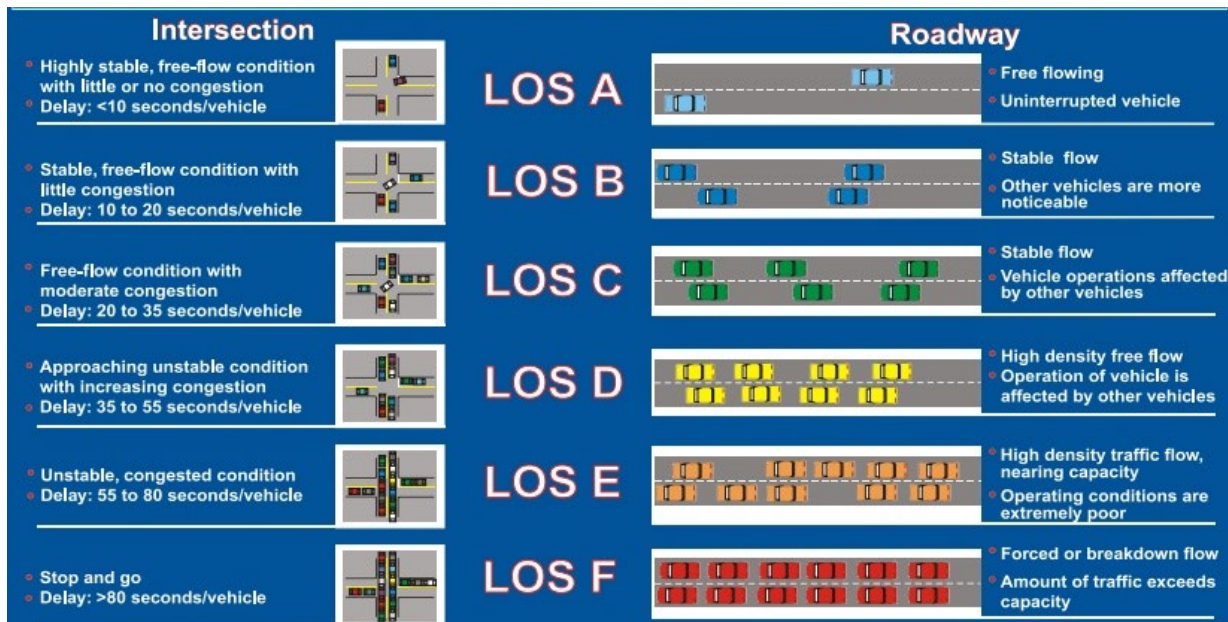 Intersection
Roadway
Highly stable, free-flow condition
with little or no congestion
Delay: <10 seconds/vehicle
LOS A
Free flowing
Uninterrupted vehicle
Stable, free-flow condition with
little congestion
Delay: 10 to 20 seconds/vehicle
LOS B
Stable flow
Other vehicles are more
noticeable
Free-flow condition with
moderate congestion
Delay: 20 to 35 seconds/vehicle
LOS C
Stable flow
Vehicle operations affected
by other vehicles
Approaching unstable condition
with increasing congestion
Delay: 35 to 55 seconds/vehicle
LOS D
High density free flow
Operation of vehicle is
affected by other vehicles
Unstable, congested condition
Delay: 55 to 80 seconds/vehicle
LOS E
High density traffic flow,
nearing capacity
Operating conditions are
extremely poor
Stop and go
Delay: >80 seconds/vehicle
LOS F
Forced or breakdown flow
Amount of traffic exceeds
capacity